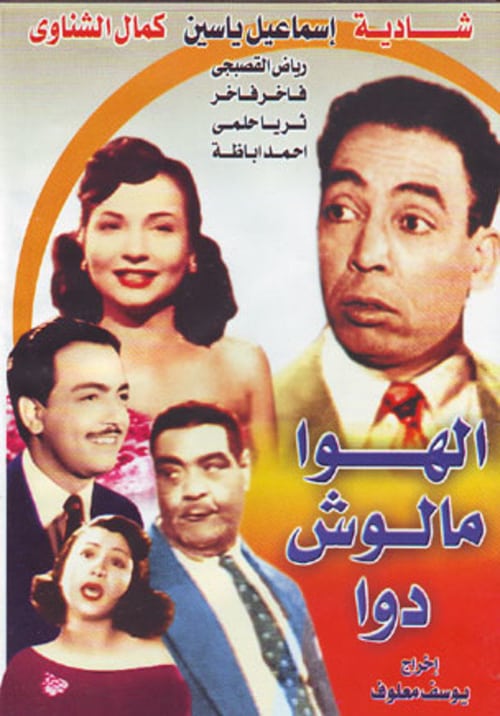 شادية إسماعيل ياسين كمال الشناوى
رياض القصبجى
فاخر فاخر
ثريا حلمى
احمد اباظة
الهوا
مالوش
دوا
إخراج
يوسف معلوف